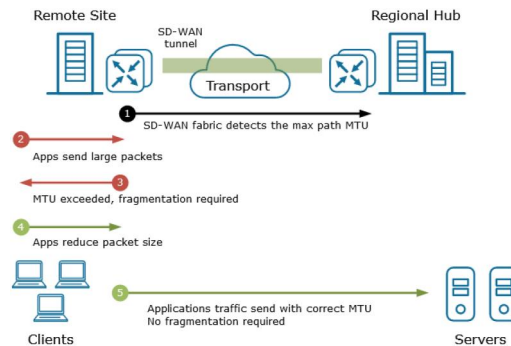 Remote Site
Regional Hub
SD-WAN
tunnel
Transport
1
SD-WAN fabric detects the max path MTU
2
Apps send large packets
3
MTU exceeded, fragmentation required
4
Apps reduce packet size
5
Applications traffic send with correct MTU
No fragmentation required
Clients
Servers